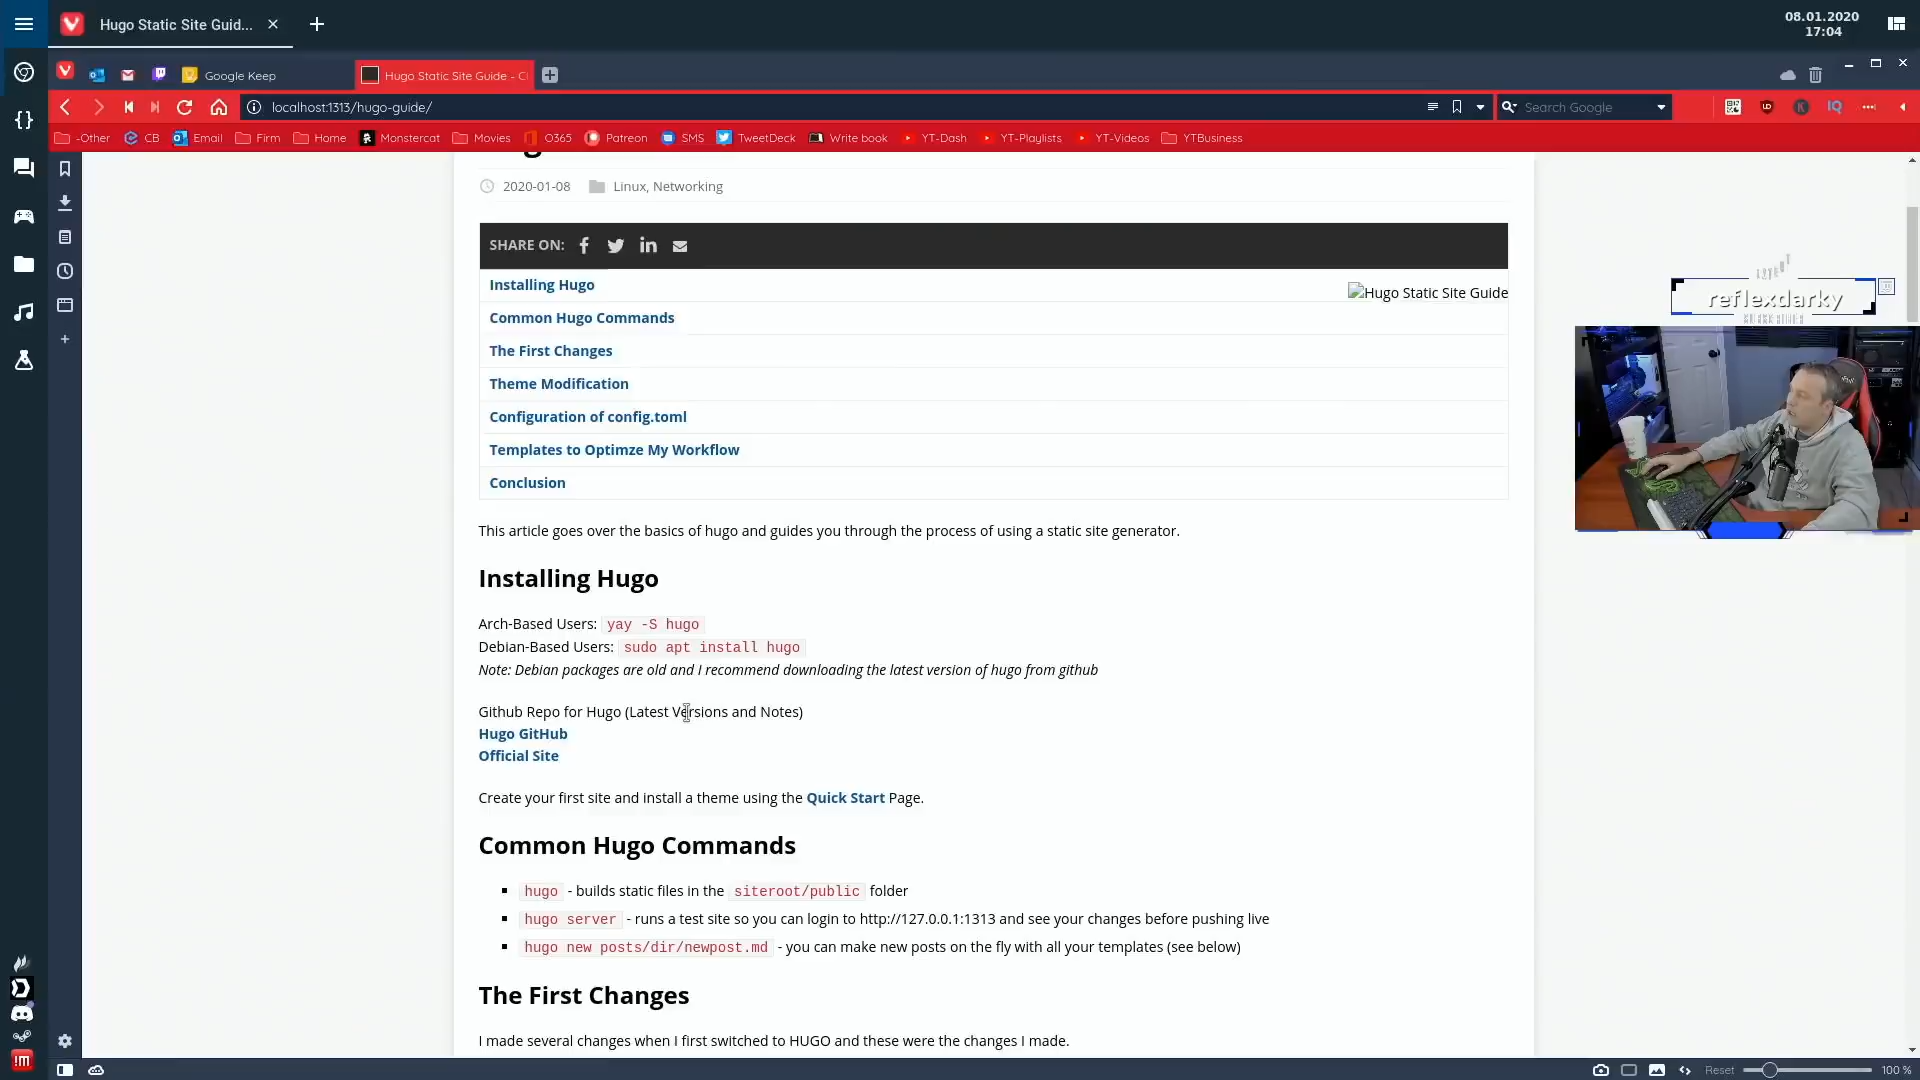 Hugo Static Site Guid...
08.01.2020
17:04
Google Keep
Hugo Static Site Guide - C
localhost:1313/hugo-guide/
Search Google
-Other
CB
Email
Firm
Home
Monstercat
Movies
O365
Patreon
SMS
TweetDeck
Write book
YT-Dash
YT-Playlists
YT-Videos
YTBusiness
2020-01-08
Linux, Networking
SHARE ON:
Installing Hugo
Hugo Static Site Guide
Common Hugo Commands
The First Changes
Theme Modification
Configuration of config.toml
Templates to Optimze My Workflow
Conclusion
reflexdarky
This article goes over the basics of hugo and guides you through the process of using a static site generator.
Installing Hugo
Arch-Based Users: yay -S hugo
Debian-Based Users: sudo apt install hugo
Note: Debian packages are old and I recommend downloading the latest version of hugo from github
Github Repo for Hugo (Latest Versions and Notes)
Hugo GitHub
Official Site
Create your first site and install a theme using the Quick Start Page.
Common Hugo Commands
hugo - builds static files in the siteroot/public folder
hugo server - runs a test site so you can login to http://127.0.0.1:1313 and see your changes before pushing live
hugo new posts/dir/newpost.md - you can make new posts on the fly with all your templates (see below)
The First Changes
I made several changes when I first switched to HUGO and these were the changes I made.
Reset
100 %